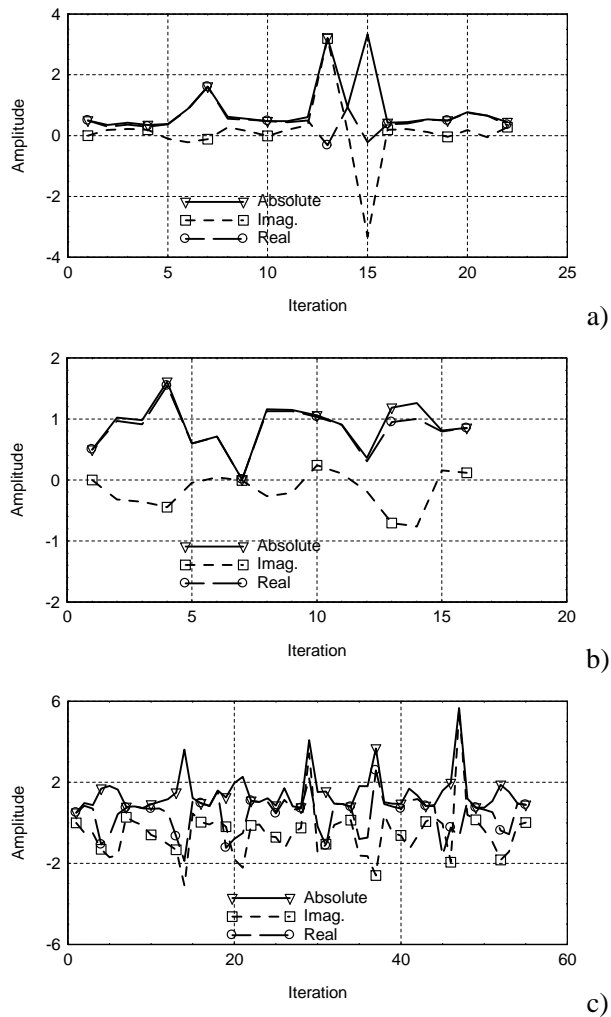 4
2
0
-2
-4
Amplitude
Absolute
Imag.
Real
0 5 10 15 20 25
Iteration
a)
2
1
0
-1
-2
Amplitude
Absolute
Imag.
Real
0 5 10 15 20
Iteration
b)
6
2
-2
-6
Amplitude
Absolute
Imag.
Real
0 20 40 60
Iteration
c)